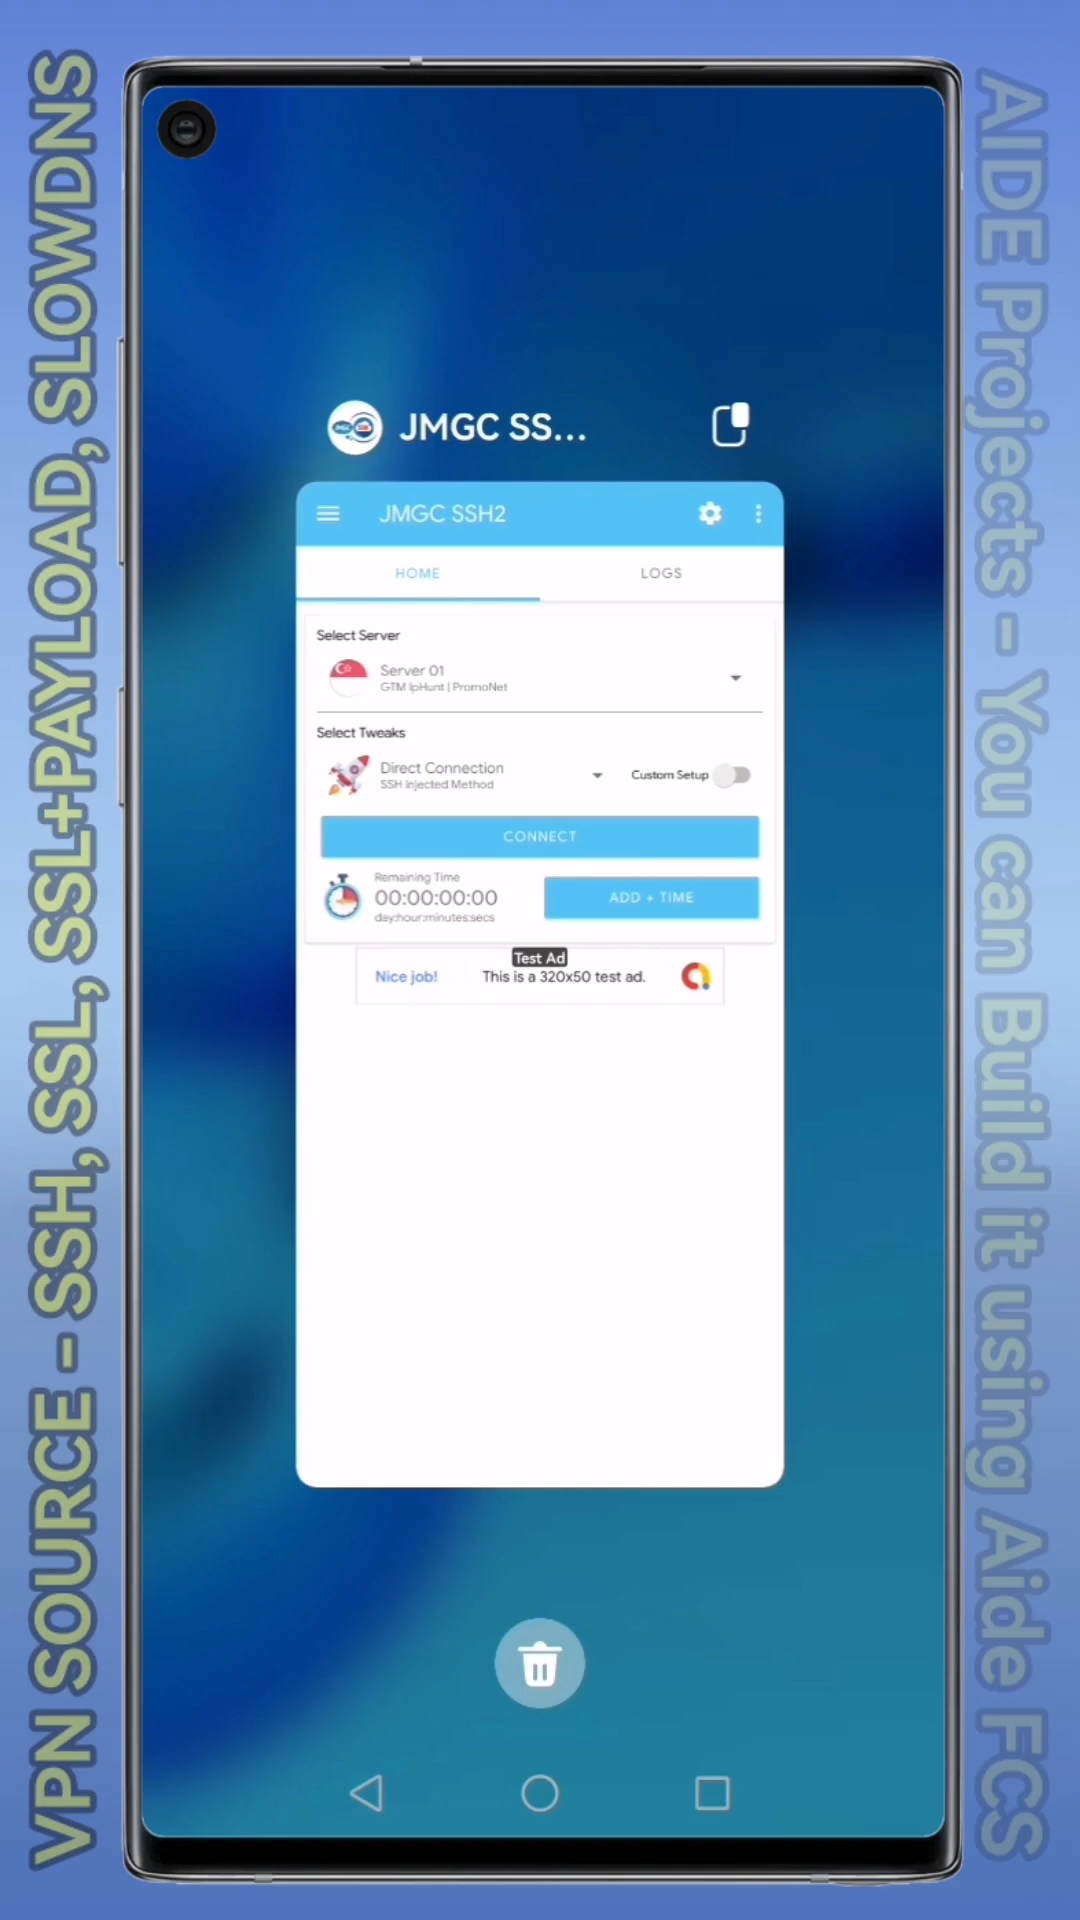 VPN SOURCE - SSH, SSL, SSL+PAYLOAD, SLOWDNS
JMGC SS...
JMGC SSH2
HOME
LOGS
Select Server
Server 01
GTM IpHunt | PromoNet
Select Tweaks
Direct Connection
SSH Injected Method
Custom Setup
CONNECT
Remaining Time
00:00:00:00
day:hour:minutes:secs
ADD + TIME
Test Ad
Nice job!
This is a 320x50 test ad.
AIDE Projects - You can Build it using Aide FCS